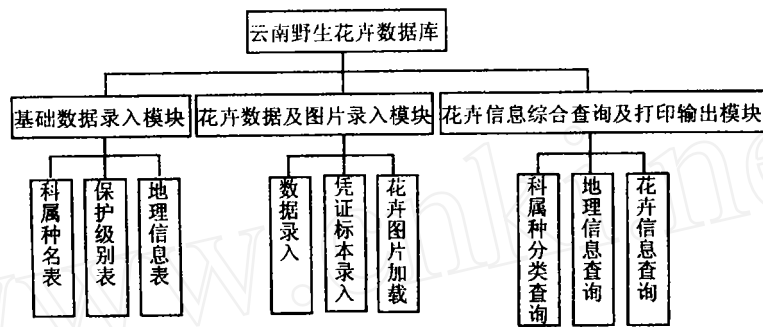 云南野生花卉数据库
基础数据录入模块
花卉数据及图片录入模块
花卉信息综合查询及打印输出模块
科属种名表
保护级别表
地理信息表
数据录入
凭证标本录入
花卉图片加载
科属种分类查询
地理信息查询
花卉信息查询